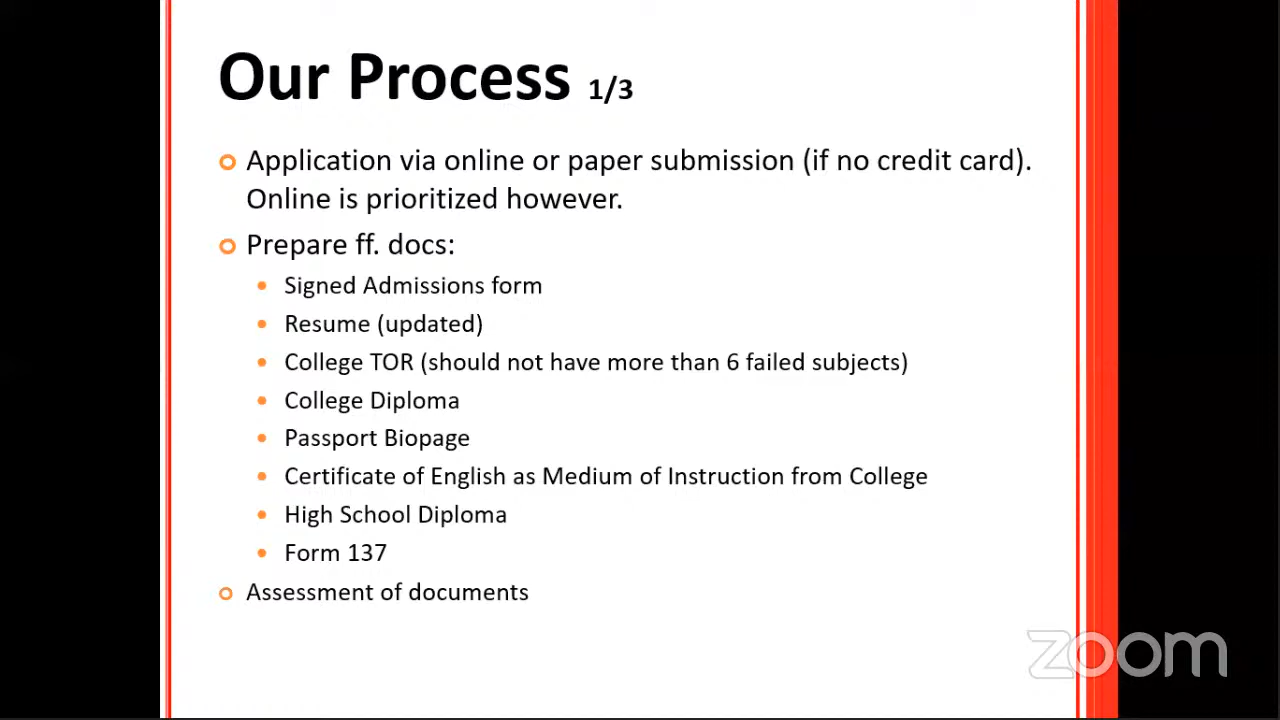 Our Process 1/3
Application via online or paper submission (if no credit card).
Online is prioritized however.
Prepare ff. docs:
Signed Admissions form
Resume (updated)
College TOR (should not have more than 6 failed subjects)
College Diploma
Passport Biopage
Certificate of English as Medium of Instruction from College
High School Diploma
Form 137
Assessment of documents
zoom